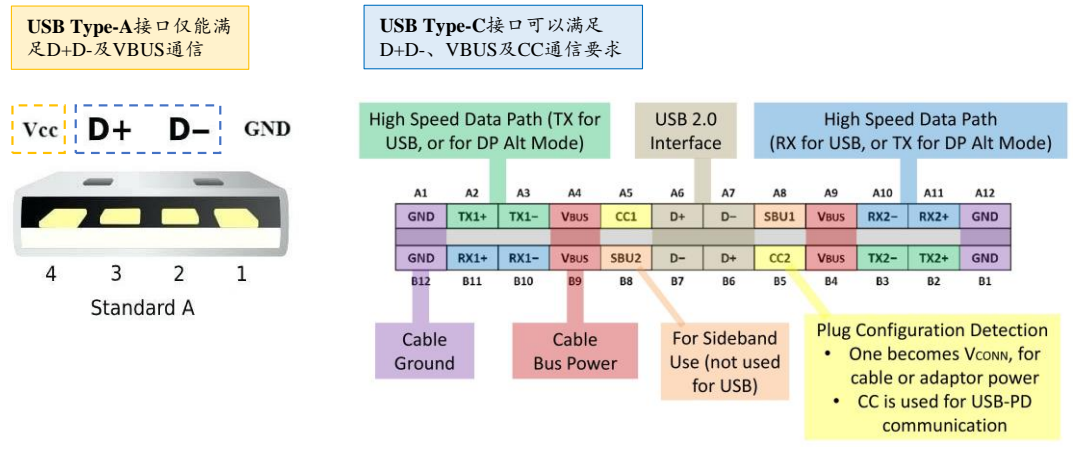 USB Type-A接口仅能满
足D+D-及VBUS通信
USB Type-C接口可以满足
D+D-、VBUS及CC通信要求
Vcc D+ D− GND
4 3 2 1
Standard A
High Speed Data Path (TX for
USB, or for DP Alt Mode)
USB 2.0
Interface
High Speed Data Path
(RX for USB, or TX for DP Alt Mode)
A1 A2 A3 A4 A5 A6 A7 A8 A9 A10 A11 A12
GND TX1+ TX1− VBUS CC1 D+ D− SBU1 VBUS RX2− RX2+ GND
GND RX1+ RX1− VBUS SBU2 D− D+ CC2 VBUS TX2− TX2+ GND
B12 B11 B10 B9 B8 B7 B6 B5 B4 B3 B2 B1
Cable
Ground
Cable
Bus Power
For Sideband
Use (not used
for USB)
Plug Configuration Detection
• One becomes VCONN, for
cable or adaptor power
• CC is used for USB-PD
communication